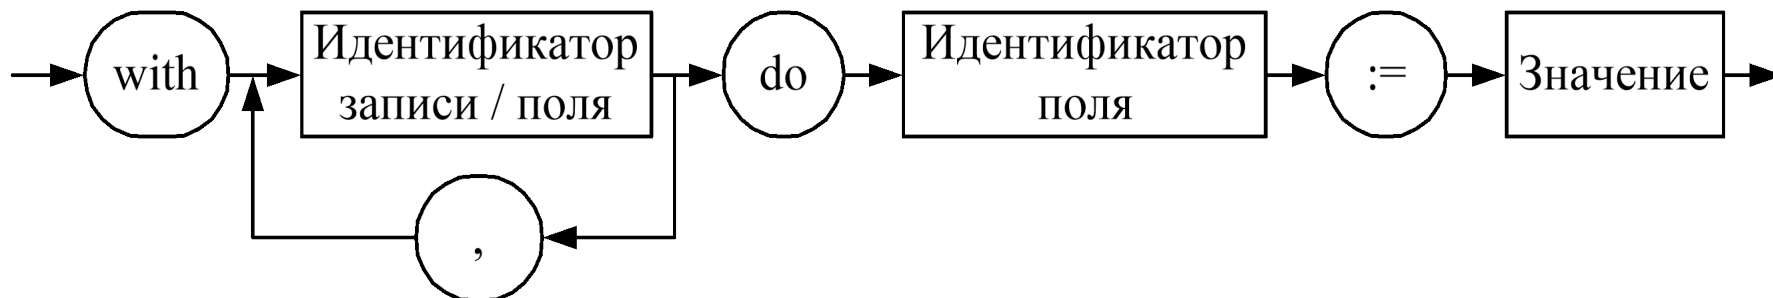 with
Идентификатор
записи / поля
do
Идентификатор
поля
:=
Значение
,